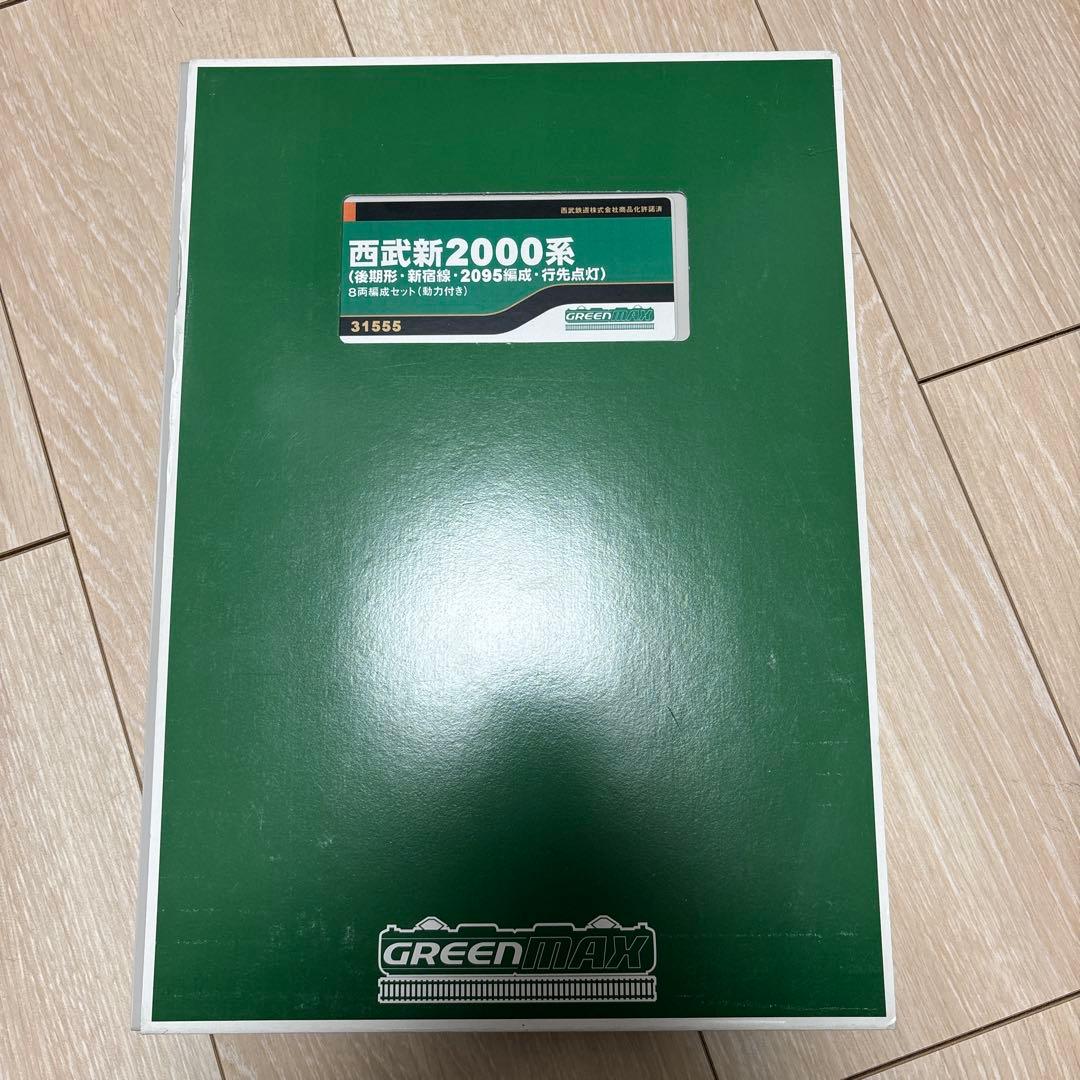 西武鉄道株式会社商品化許諾済
西武新2000系
(後期形・新宿線・2095編成・行先点灯)
8両編成セット(動力付き)
31555
GREENMAX
GREENMAX